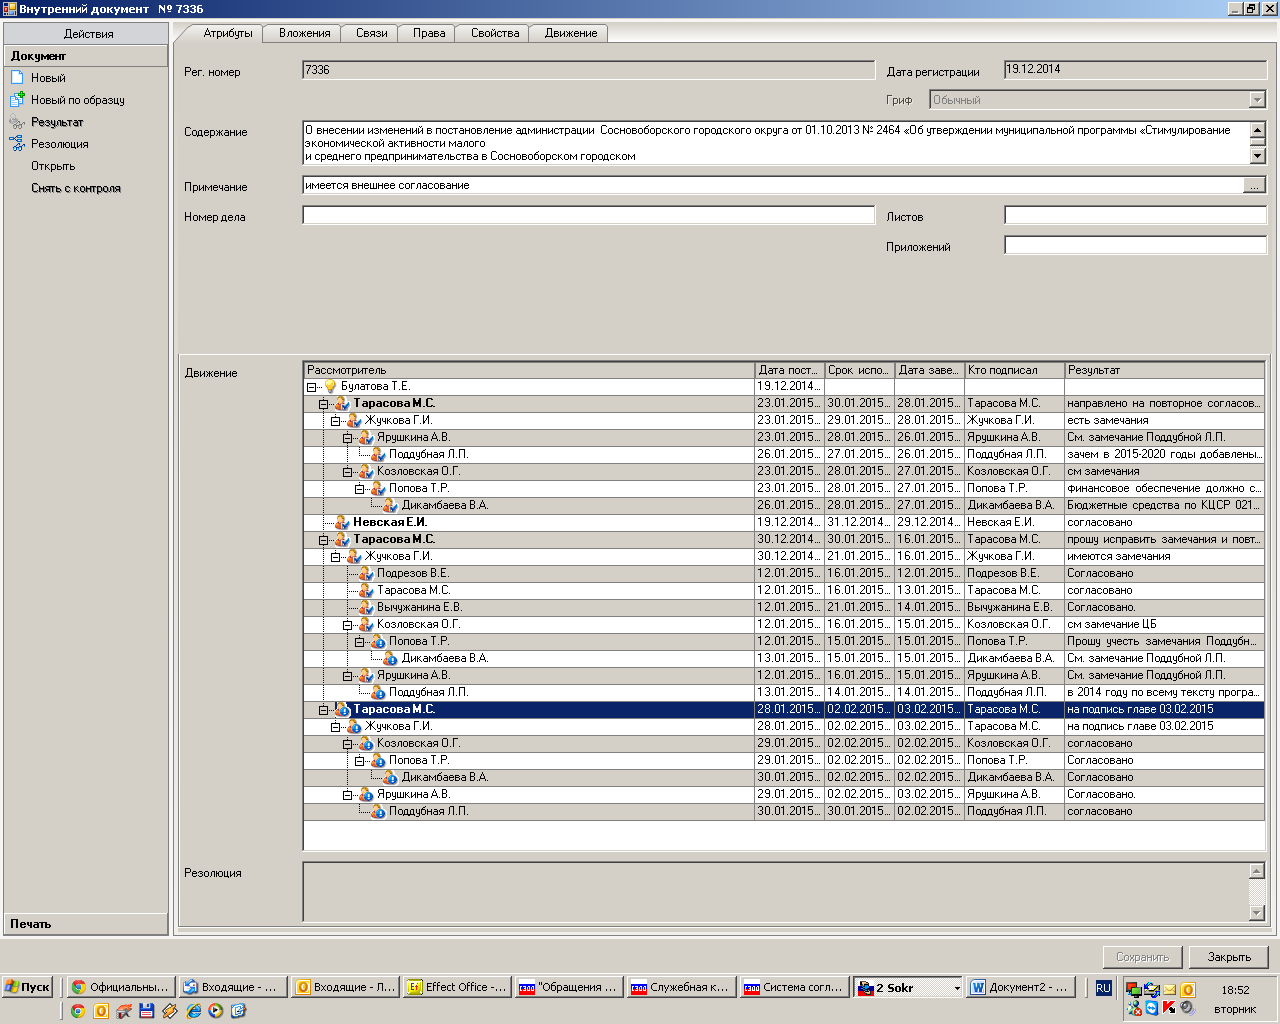 Внутренний документ № 7336
Действия
Документ
Новый
Новый по образцу
Результат
Резолюция
Открыть
Снять с контроля
Печать
Атрибуты Вложения Связи Права Свойства Движение
Рег. номер 7336 Дата регистрации 19.12.2014
Гриф Обычный
Содержание О внесении изменений в постановление администрации Сосновоборского городского округа от 01.10.2013 № 2464 «Об утверждении муниципальной программы «Стимулирование
экономической активности малого
и среднего предпринимательства в Сосновоборском городском
Примечание имеется внешнее согласование ...
Номер дела Листов
Приложений
Движение
Рассмотритель Дата пост... Срок испо... Дата заве... Кто подписал Результат
Булатова Т.Е. 19.12.2014...
Тарасова М.С. 23.01.2015... 30.01.2015... 28.01.2015... Тарасова М.С. направлено на повторное согласов...
Жучкова Г.И. 23.01.2015... 29.01.2015... 28.01.2015... Жучкова Г.И. есть замечания
Ярушкина А.В. 23.01.2015... 28.01.2015... 26.01.2015... Ярушкина А.В. См. замечание Поддубной Л.П.
Поддубная Л.П. 26.01.2015... 27.01.2015... 26.01.2015... Поддубная Л.П. зачем в 2015-2020 годы добавлены...
Козловская О.Г. 23.01.2015... 28.01.2015... 27.01.2015... Козловская О.Г. см замечания
Попова Т.Р. 23.01.2015... 28.01.2015... 27.01.2015... Попова Т.Р. финансовое обеспечение должно с...
Дикамбаева В.А. 26.01.2015... 28.01.2015... 27.01.2015... Дикамбаева В.А. Бюджетные средства по КЦСР 021...
Невская Е.И. 19.12.2014... 31.12.2014... 29.12.2014... Невская Е.И. согласовано
Тарасова М.С. 30.12.2014... 30.01.2015... 16.01.2015... Тарасова М.С. прошу исправить замечания и повт...
Жучкова Г.И. 30.12.2014... 21.01.2015... 16.01.2015... Жучкова Г.И. имеются замечания
Подрезов В.Е. 12.01.2015... 16.01.2015... 12.01.2015... Подрезов В.Е. Согласовано
Тарасова М.С. 12.01.2015... 16.01.2015... 13.01.2015... Тарасова М.С. согласовано
Вычужанина Е.В. 12.01.2015... 21.01.2015... 14.01.2015... Вычужанина Е.В. Согласовано.
Козловская О.Г. 12.01.2015... 16.01.2015... 15.01.2015... Козловская О.Г. см замечание ЦБ
Попова Т.Р. 12.01.2015... 15.01.2015... 15.01.2015... Попова Т.Р. Прошу учесть замечания Поддубн...
Дикамбаева В.А. 13.01.2015... 15.01.2015... 15.01.2015... Дикамбаева В.А. См. замечание Поддубной Л.П.
Ярушкина А.В. 12.01.2015... 16.01.2015... 15.01.2015... Ярушкина А.В. См. замечание Поддубной Л.П.
Поддубная Л.П. 13.01.2015... 14.01.2015... 14.01.2015... Поддубная Л.П. в 2014 году по всему тексту програ...
Тарасова М.С. 28.01.2015... 02.02.2015... 03.02.2015... Тарасова М.С. на подпись главе 03.02.2015
Жучкова Г.И. 28.01.2015... 02.02.2015... 03.02.2015... Жучкова Г.И. на подпись главе 03.02.2015
Козловская О.Г. 29.01.2015... 02.02.2015... 02.02.2015... Козловская О.Г. согласовано
Попова Т.Р. 29.01.2015... 02.02.2015... 02.02.2015... Попова Т.Р. Согласовано
Дикамбаева В.А. 30.01.2015... 02.02.2015... 02.02.2015... Дикамбаева В.А. Согласовано
Ярушкина А.В. 29.01.2015... 02.02.2015... 03.02.2015... Ярушкина А.В. Согласовано.
Поддубная Л.П. 30.01.2015... 30.01.2015... 02.02.2015... Поддубная Л.П. согласовано
Резолюция
Сохранить Закрыть
Пуск Официальны... Входящие - ... Входящие - Л... Effect Office -... "Обращения ... Служебная к... Система согл... 2 Sokr Документ2 - ... RU 18:52
вторник